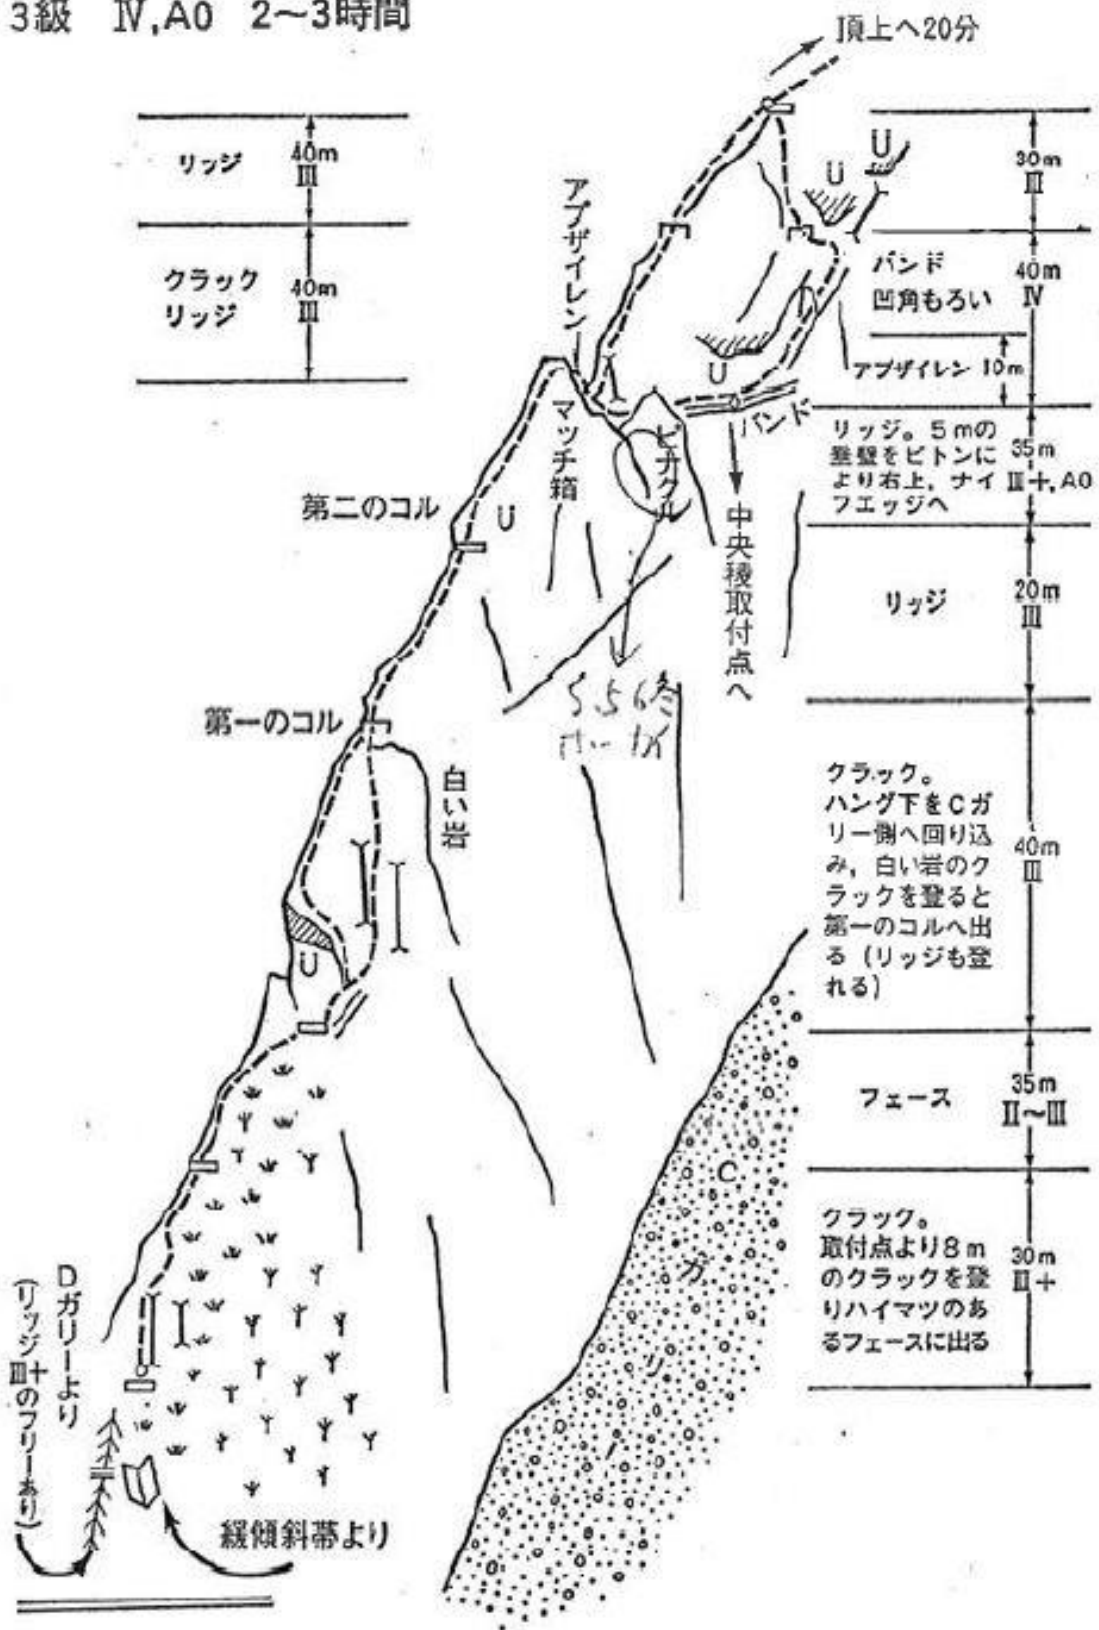 3級 Ⅳ,A0 2〜3時間
頂上へ20分
リッジ
40m
Ⅲ
クラック
リッジ
40m
Ⅲ
アプザイレン
U
U
30m
Ⅲ
バンド
凹角もろい
40m
Ⅳ
アプザイレン 10m
U
バンド
マッチ箱
ピナクル
リッジ。5mの
垂壁をピトンに
より右上,ナイ
フエッジへ
35m
Ⅲ+,A0
第二のコル
U
中央稜取付点へ
リッジ
20m
Ⅲ
第一のコル
白い岩
クラック。
ハング下をCガ
リー側へ回り込
み,白い岩のク
ラックを登ると
第一のコルへ出
る(リッジも登
れる)
40m
Ⅲ
U
フェース
35m
Ⅱ〜Ⅲ
Cガリー
クラック。
取付点より8m
のクラックを登
りハイマツのあ
るフェースに出る
30m
Ⅲ+
Dガリーより
(リッジⅢ+のフリーあり)
緩傾斜帯より